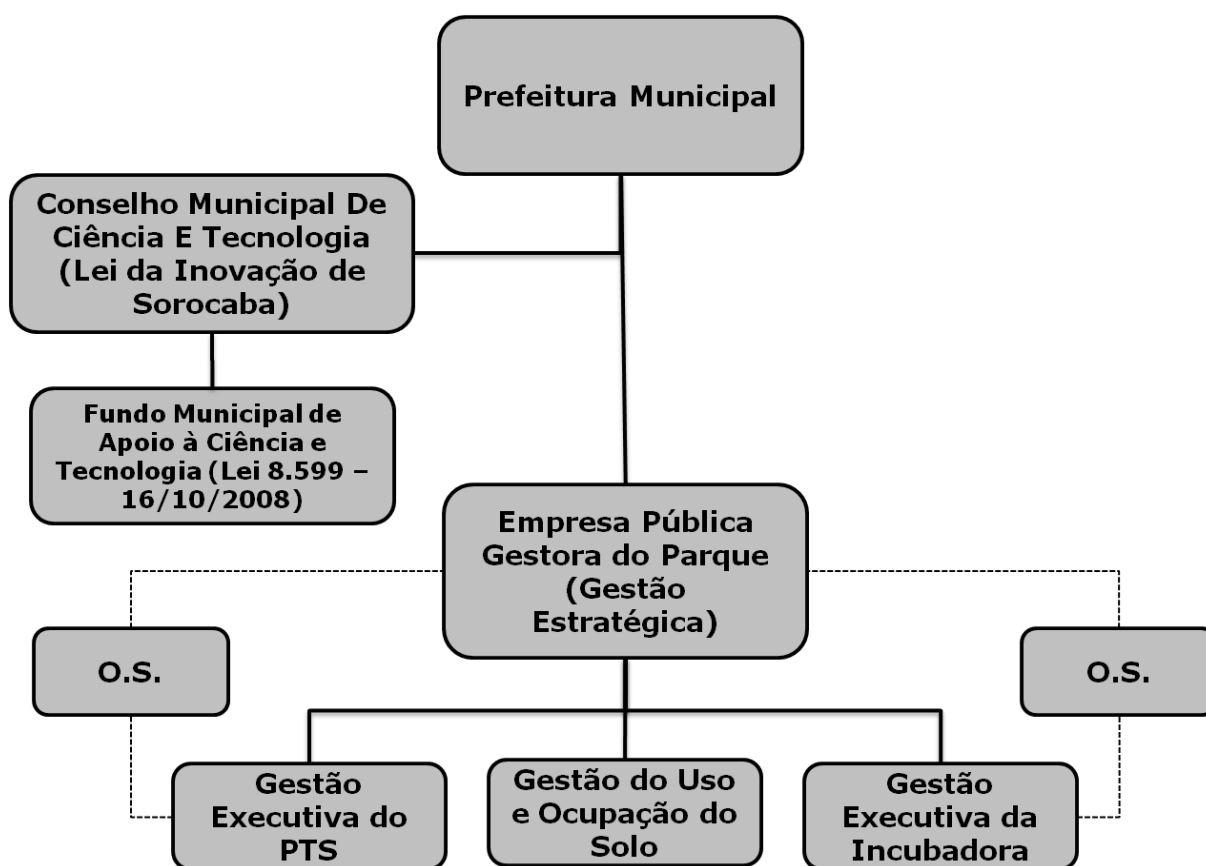 Prefeitura Municipal
Conselho Municipal De
Ciência E Tecnologia
(Lei da Inovação de
Sorocaba)
Fundo Municipal de
Apoio à Ciência e
Tecnologia (Lei 8.599 –
16/10/2008)
Empresa Pública
Gestora do Parque
(Gestão
Estratégica)
O.S.
O.S.
Gestão
Executiva do
PTS
Gestão do Uso
e Ocupação do
Solo
Gestão
Executiva da
Incubadora